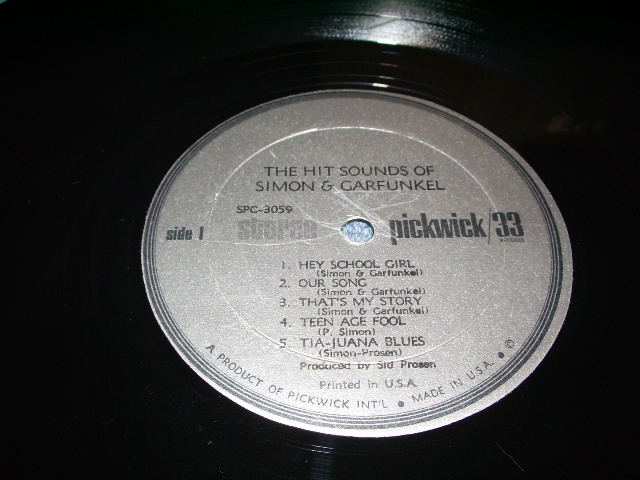 THE HIT SOUNDS OF
SIMON & GARFUNKEL
SPC-3059
side 1 stereo pickwick/33
RECORDS
1. HEY SCHOOL GIRL
(Simon & Garfunkel)
2. OUR SONG
(Simon & Garfunkel)
3. THAT'S MY STORY
(Simon & Garfunkel)
4. TEEN AGE FOOL
(P. Simon)
5. TIA-JUANA BLUES
(Simon-Prosen)
Produced by Sid Prosen
Printed in U.S.A.
A PRODUCT OF PICKWICK INT'L ● MADE IN U.S.A. ● ©